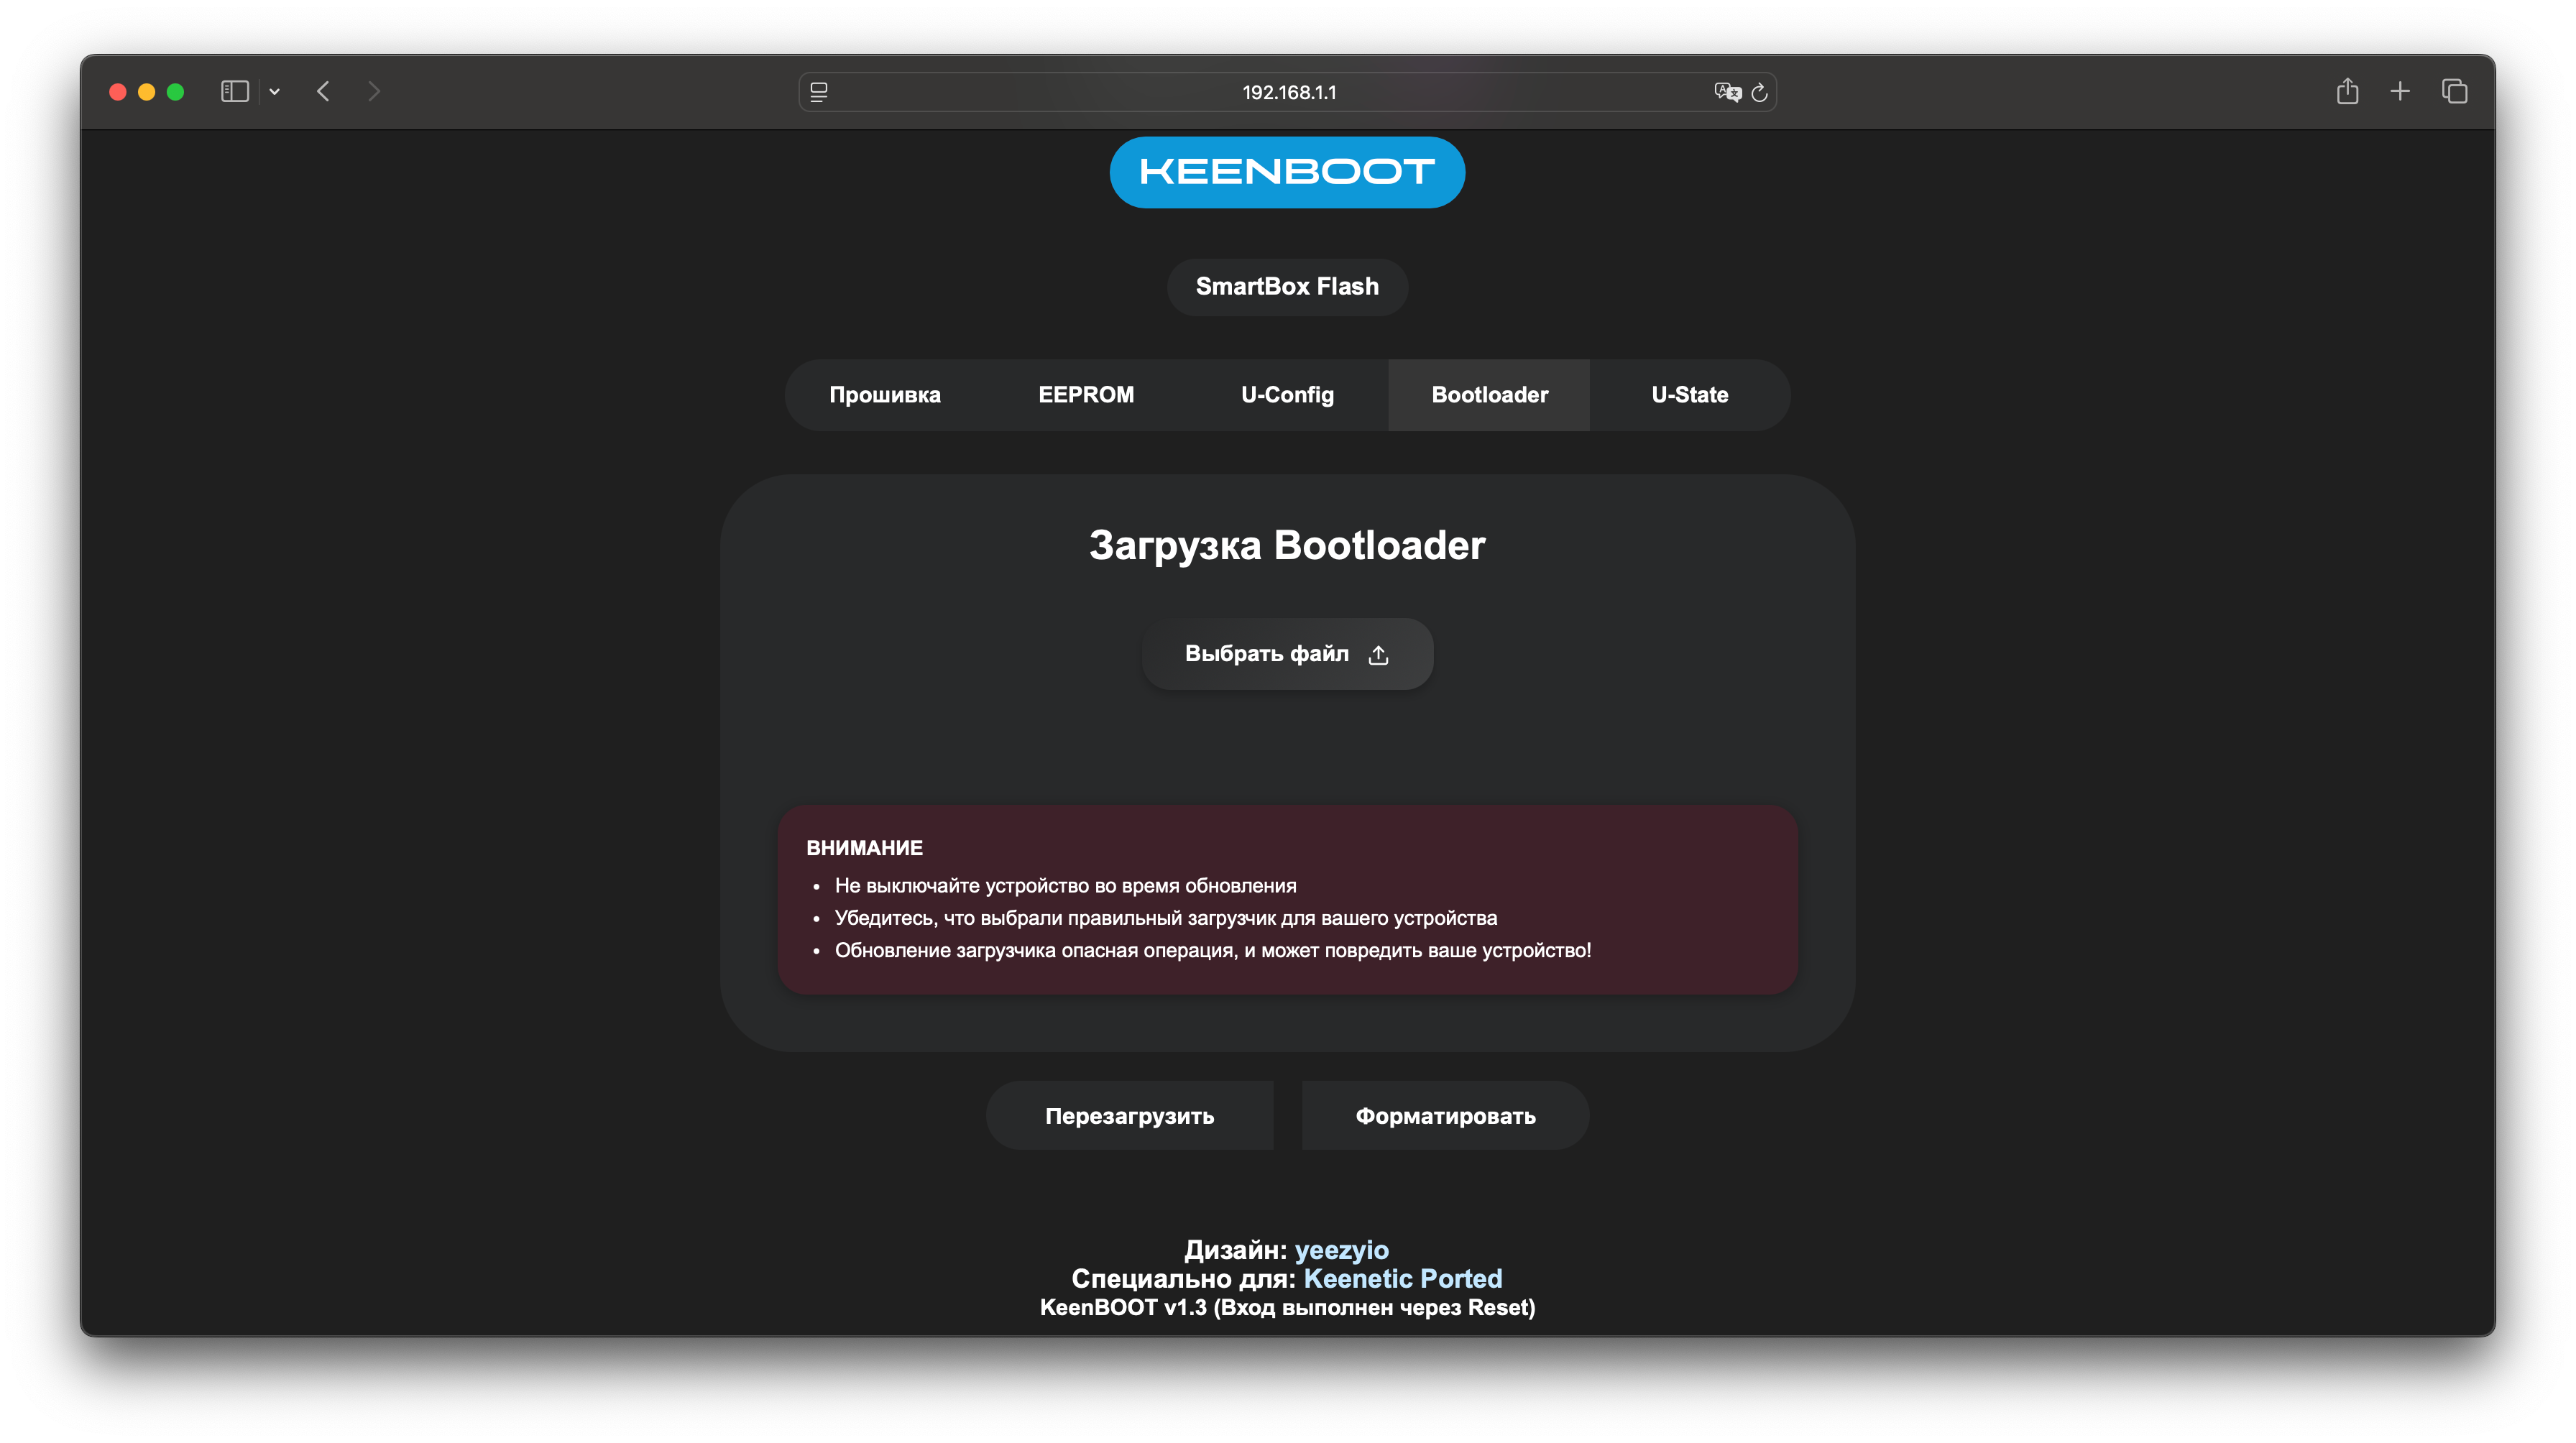 192.168.1.1
KEENBOOT
SmartBox Flash
Прошивка EEPROM U-Config Bootloader U-State
Загрузка Bootloader
Выбрать файл
ВНИМАНИЕ
• Не выключайте устройство во время обновления
• Убедитесь, что выбрали правильный загрузчик для вашего устройства
• Обновление загрузчика опасная операция, и может повредить ваше устройство!
Перезагрузить Форматировать
Дизайн: yeezyio
Специально для: Keenetic Ported
KeenBOOT v1.3 (Вход выполнен через Reset)